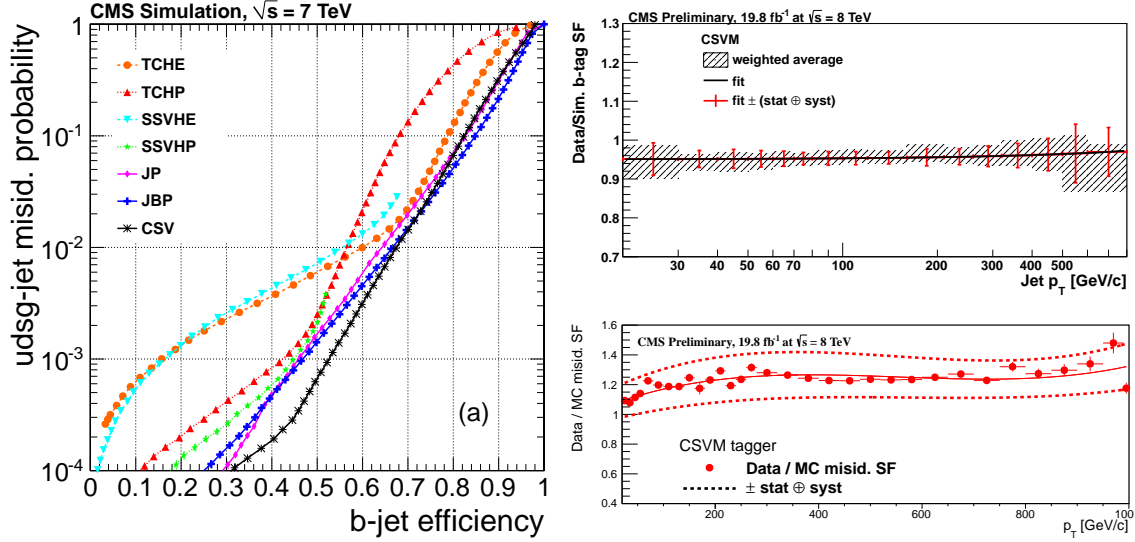 CMS Simulation, √s = 7 TeV
udsg-jet misid. probability
1
10⁻¹
10⁻²
10⁻³
10⁻⁴
TCHE
TCHP
SSVHE
SSVHP
JP
JBP
CSV
(a)
0 0.1 0.2 0.3 0.4 0.5 0.6 0.7 0.8 0.9 1
b-jet efficiency
CMS Preliminary, 19.8 fb⁻¹ at √s = 8 TeV
Data/Sim. b-tag SF
1.3
1.2
1.1
1
0.9
0.8
0.7
CSVM
weighted average
fit
fit ± (stat ⊕ syst)
30 40 50 60 70 100 200 300 400 500
Jet pT [GeV/c]
CMS Preliminary, 19.8 fb⁻¹ at √s = 8 TeV
Data / MC misid. SF
1.6
1.4
1.2
1
0.8
0.6
0.4
CSVM tagger
Data / MC misid. SF
± stat ⊕ syst
200 400 600 800 1000
pT [GeV/c]